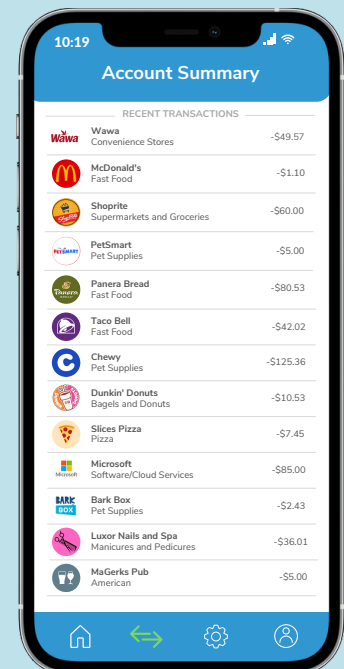 10:19
Account Summary
RECENT TRANSACTIONS
Wawa
Wawa
Convenience Stores
-$49.57
McDonald's
Fast Food
-$1.10
Shoprite
Supermarkets and Groceries
-$60.00
PETSMART
PetSmart
Pet Supplies
-$5.00
Panera
BREAD
Panera Bread
Fast Food
-$80.53
Taco Bell
Fast Food
-$42.02
C
Chewy
Pet Supplies
-$125.36
Dunkin' Donuts
Bagels and Donuts
-$10.53
Slices Pizza
Pizza
-$7.45
Microsoft
Microsoft
Software/Cloud Services
-$85.00
BARK
BOX
Bark Box
Pet Supplies
-$2.43
Luxor Nails and Spa
Manicures and Pedicures
-$36.01
MaGerks Pub
American
-$5.00